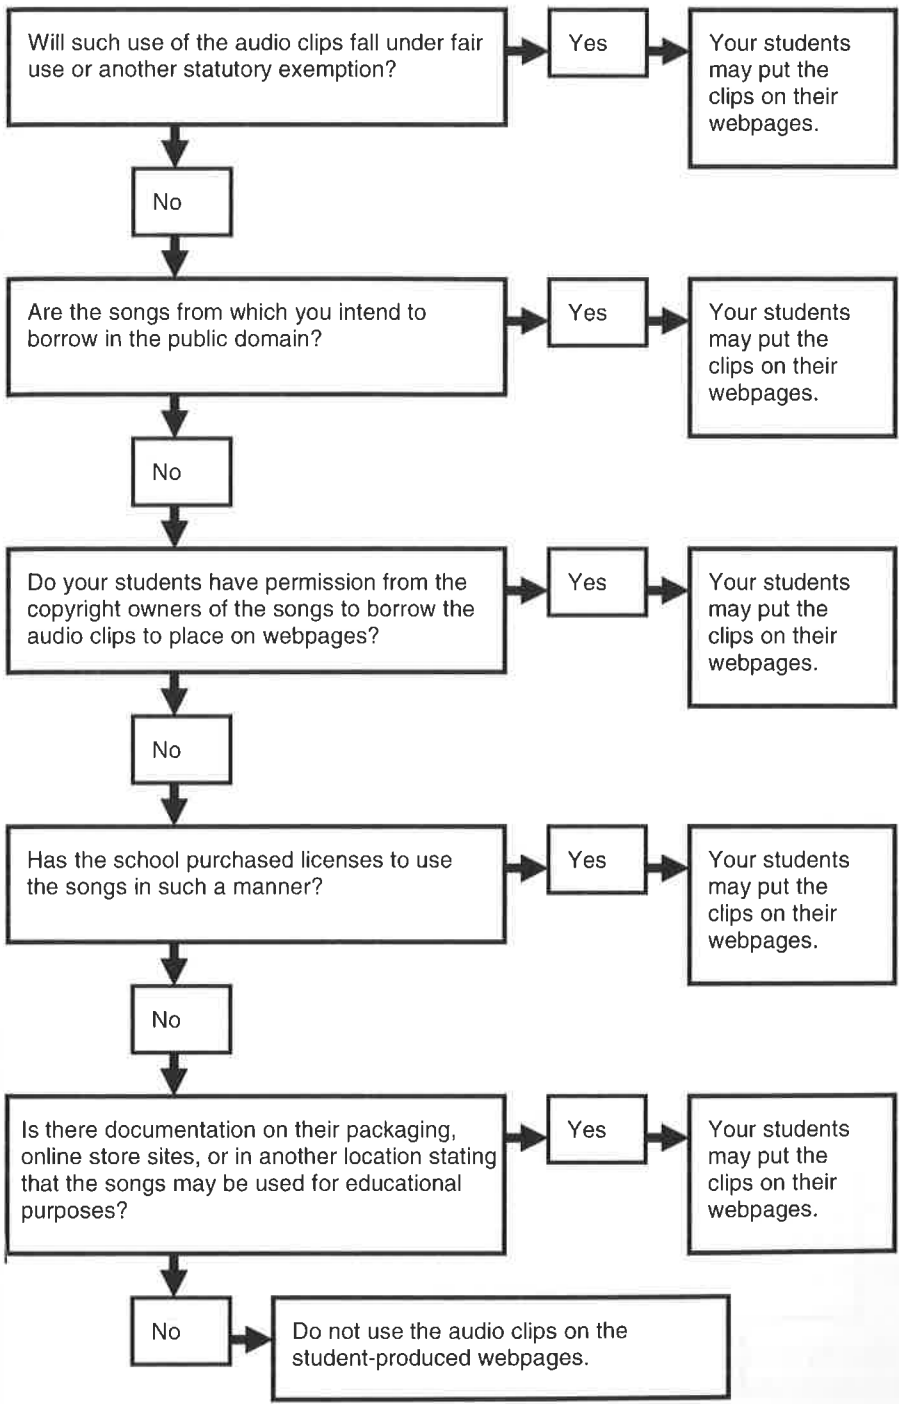 Will such use of the audio clips fall under fair
use or another statutory exemption?
Yes
Your students
may put the
clips on their
webpages.
No
Are the songs from which you intend to
borrow in the public domain?
Yes
Your students
may put the
clips on their
webpages.
No
Do your students have permission from the
copyright owners of the songs to borrow the
audio clips to place on webpages?
Yes
Your students
may put the
clips on their
webpages.
No
Has the school purchased licenses to use
the songs in such a manner?
Yes
Your students
may put the
clips on their
webpages.
No
Is there documentation on their packaging,
online store sites, or in another location stating
that the songs may be used for educational
purposes?
Yes
Your students
may put the
clips on their
webpages.
No
Do not use the audio clips on the
student-produced webpages.